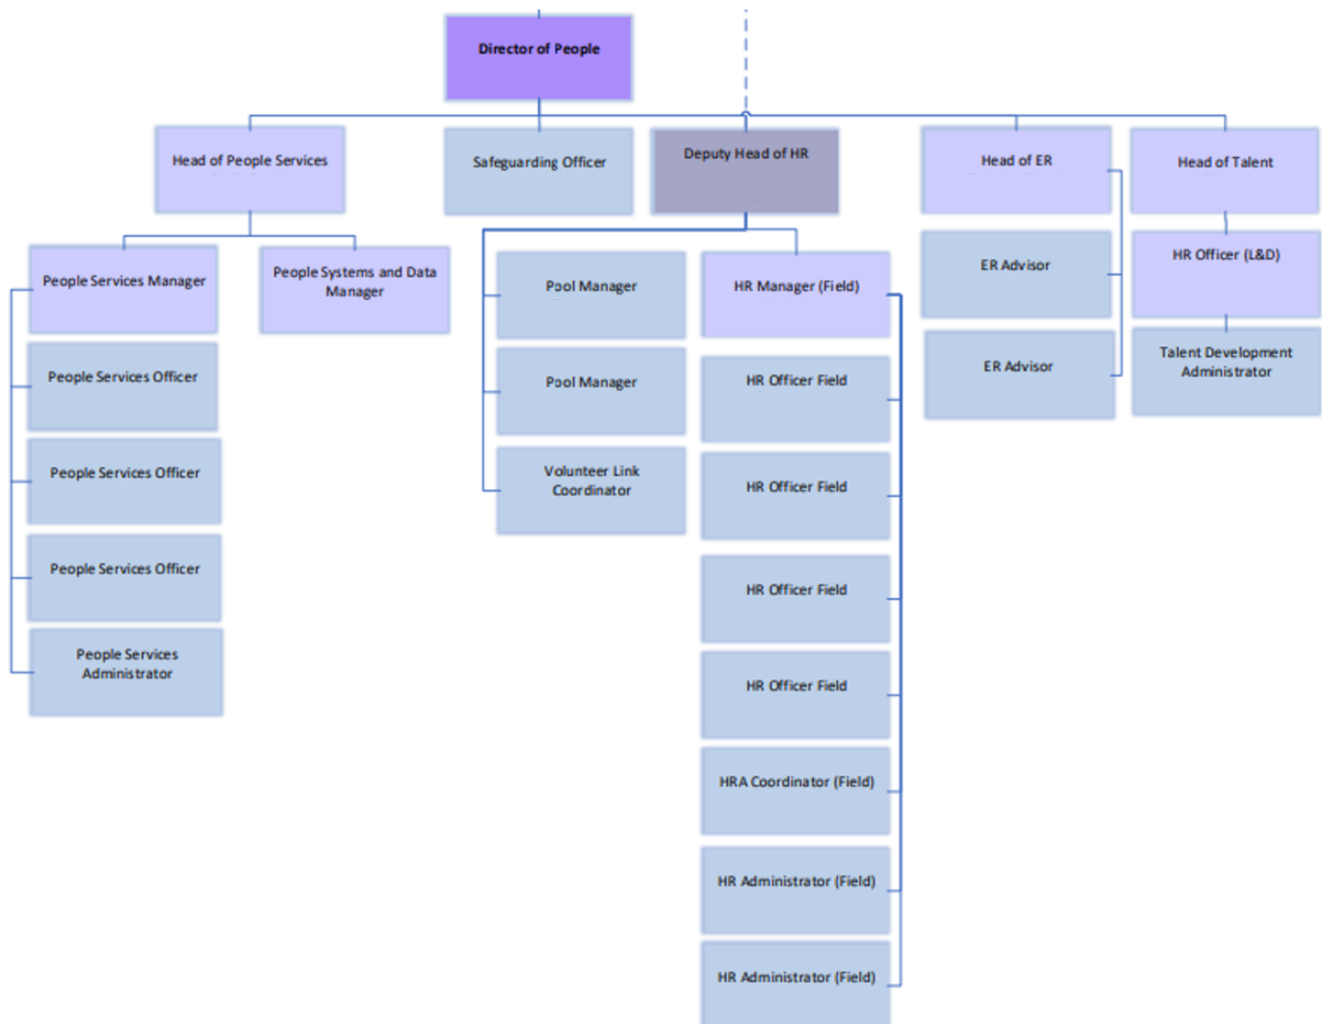 Director of People
Head of People Services
Safeguarding Officer
Deputy Head of HR
Head of ER
Head of Talent
People Services Manager
People Systems and Data
Manager
Pool Manager
HR Manager (Field)
ER Advisor
HR Officer (L&D)
People Services Officer
Pool Manager
HR Officer Field
ER Advisor
Talent Development
Administrator
People Services Officer
Volunteer Link
Coordinator
HR Officer Field
People Services Officer
HR Officer Field
People Services
Administrator
HR Officer Field
HRA Coordinator (Field)
HR Administrator (Field)
HR Administrator (Field)